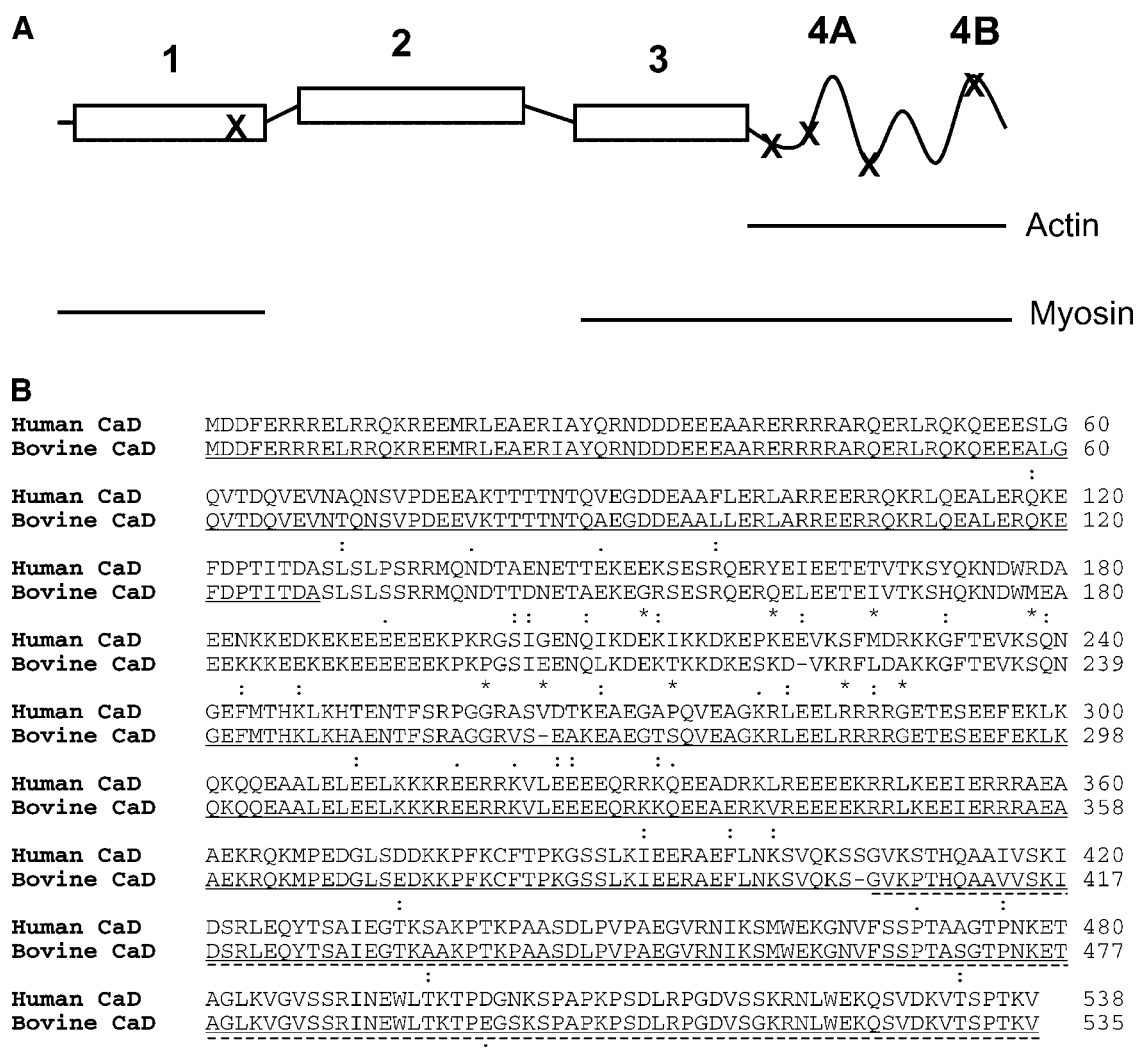 A
1 2 3 4A 4B
X X X X X
Actin
Myosin
B
Human CaD MDDFERRRELRRQKREEMRLEAERIAYQRNDDDEEEAARERRRRARQERLRQKQEEESLG 60
Bovine CaD MDDFERRRELRRQKREEMRLEAERIAYQRNDDDEEEAARERRRRARQERLRQKQEEEALG 60
:
Human CaD QVTDQVEVNAQNSVPDEEAKTTTTNTQVEGDDEAAFLERLARREERRQKRLQEALERQKE 120
Bovine CaD QVTDQVEVNTQNSVPDEEVKTTTTNTQAEGDDEAALLERLARREERRQKRLQEALERQKE 120
: . . :
Human CaD FDPTITDASLSLPSRRMQNDTAENETTEKEEKSESRQERYEIEETETVTKSYQKNDWRDA 180
Bovine CaD FDPTITDASLSLSSRRMQNDTTDNETAEKEGRSESRQERQELEETEIVTKSHQKNDWMEA 180
. :: : * : * : * : *:
Human CaD EENKKEDKEKEEEEEEKPKRGSIGENQIKDEKIKKDKEPKEEVKSFMDRKKGFTEVKSQN 240
Bovine CaD EEKKKEEKEKEEEEEEKPKPGSIEENQLKDEKTKKDKESKD-VKRFLDAKKGFTEVKSQN 239
: : * * : * . : * : *
Human CaD GEFMTHKLKHTENTFSRPGGRASVDTKEAEGAPQVEAGKRLEELRRRRGETESEEFEKLK 300
Bovine CaD GEFMTHKLKHAENTFSRAGGRVS-EAKEAEGTSQVEAGKRLEELRRRRGETESEEFEKLK 298
: . . :: : .
Human CaD QKQQEAALELEELKKKREERRKVLEEEEQRRKQEEADRKLREEEEKRRLKEEIERRRAEA 360
Bovine CaD QKQQEAALELEELKKKREERRKVLEEEEQRKKQEEAERKVREEEEKRRLKEEIERRRAEA 358
: : :
Human CaD AEKRQKMPEDGLSDDKKPFKCFTPKGSSLKIEERAEFLNKSVQKSSGVKSTHQAAIVSKI 420
Bovine CaD AEKRQKMPEDGLSEDKKPFKCFTPKGSSLKIEERAEFLNKSVQKS-GVKPTHQAAVVSKI 417
: . :
Human CaD DSRLEQYTSAIEGTKSAKPTKPAASDLPVPAEGVRNIKSMWEKGNVFSSPTAAGTPNKET 480
Bovine CaD DSRLEQYTSAIEGTKAAKPTKPAASDLPVPAEGVRNIKSMWEKGNVFSSPTASGTPNKET 477
: :
Human CaD AGLKVGVSSRINEWLTKTPDGNKSPAPKPSDLRPGDVSSKRNLWEKQSVDKVTSPTKV 538
Bovine CaD AGLKVGVSSRINEWLTKTPEGSKSPAPKPSDLRPGDVSGKRNLWEKQSVDKVTSPTKV 535
.